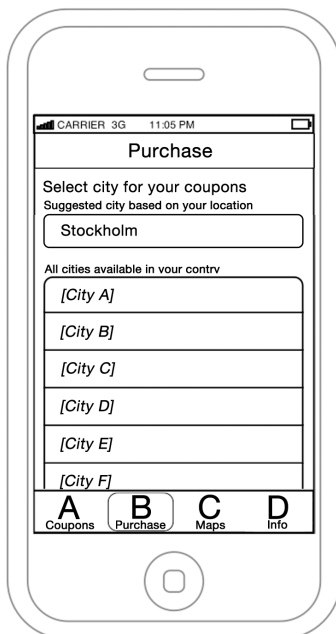 CARRIER 3G 11:05 PM
Purchase
Select city for your coupons
Suggested city based on your location
Stockholm
All cities available in your contry
[City A]
[City B]
[City C]
[City D]
[City E]
[City F]
A B C D
Coupons Purchase Maps Info